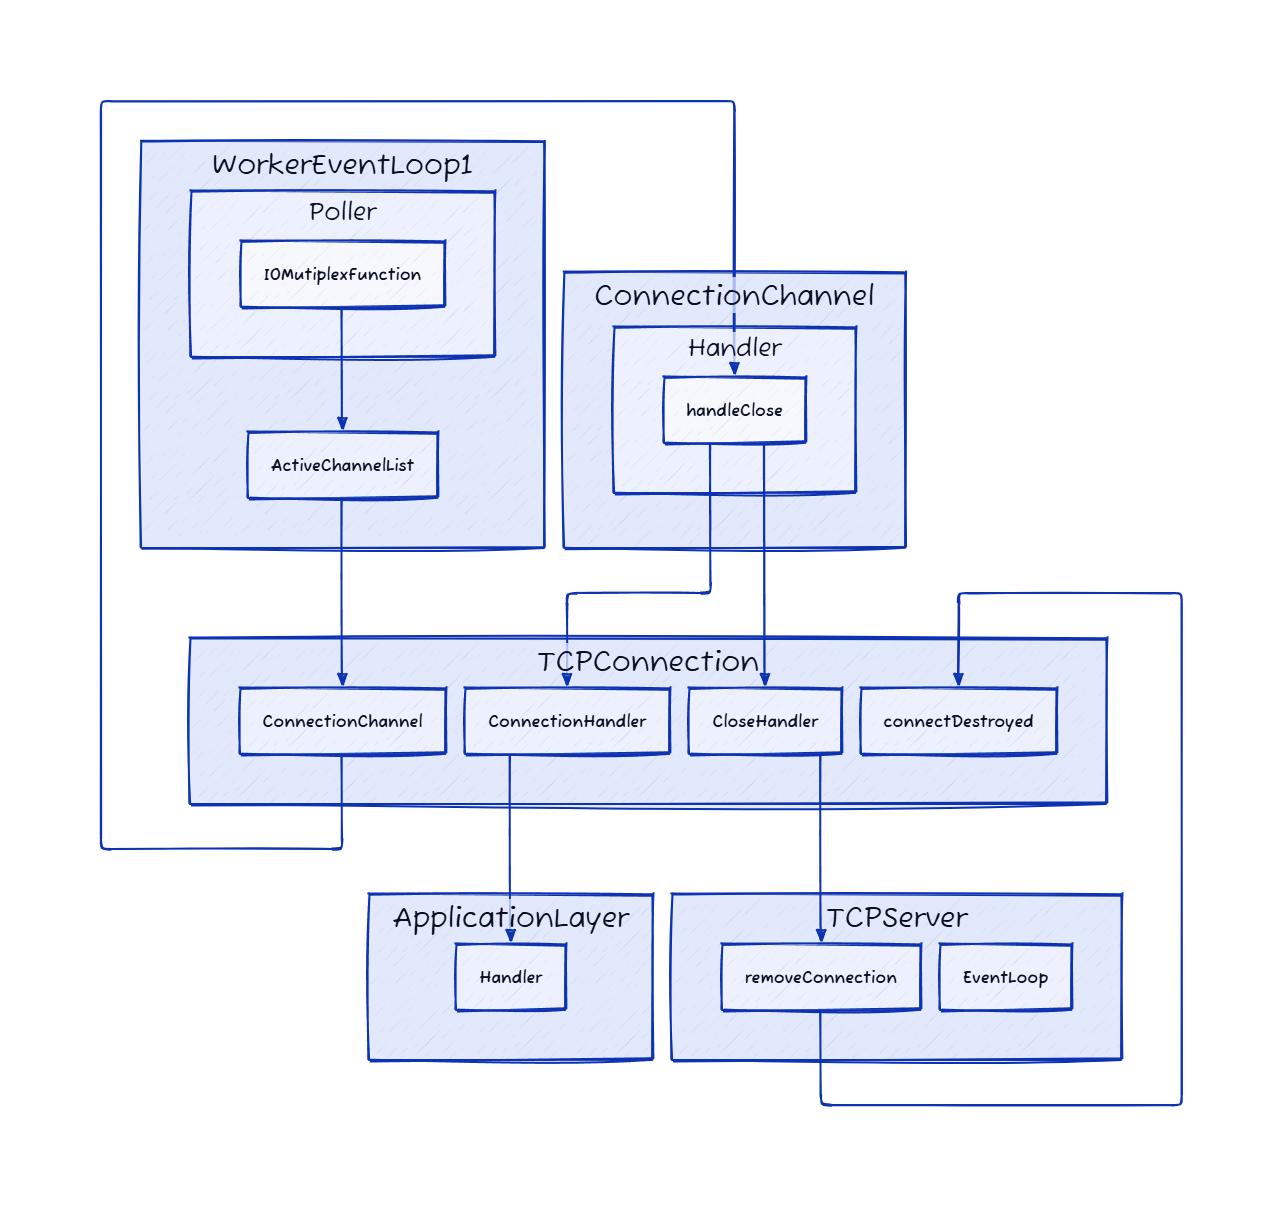 WorkerEventLoop1
Poller
IOMutiplexFunction
ActiveChannelList
ConnectionChannel
Handler
handleClose
TCPConnection
ConnectionChannel
ConnectionHandler
CloseHandler
connectDestroyed
ApplicationLayer
Handler
TCPServer
removeConnection
EventLoop